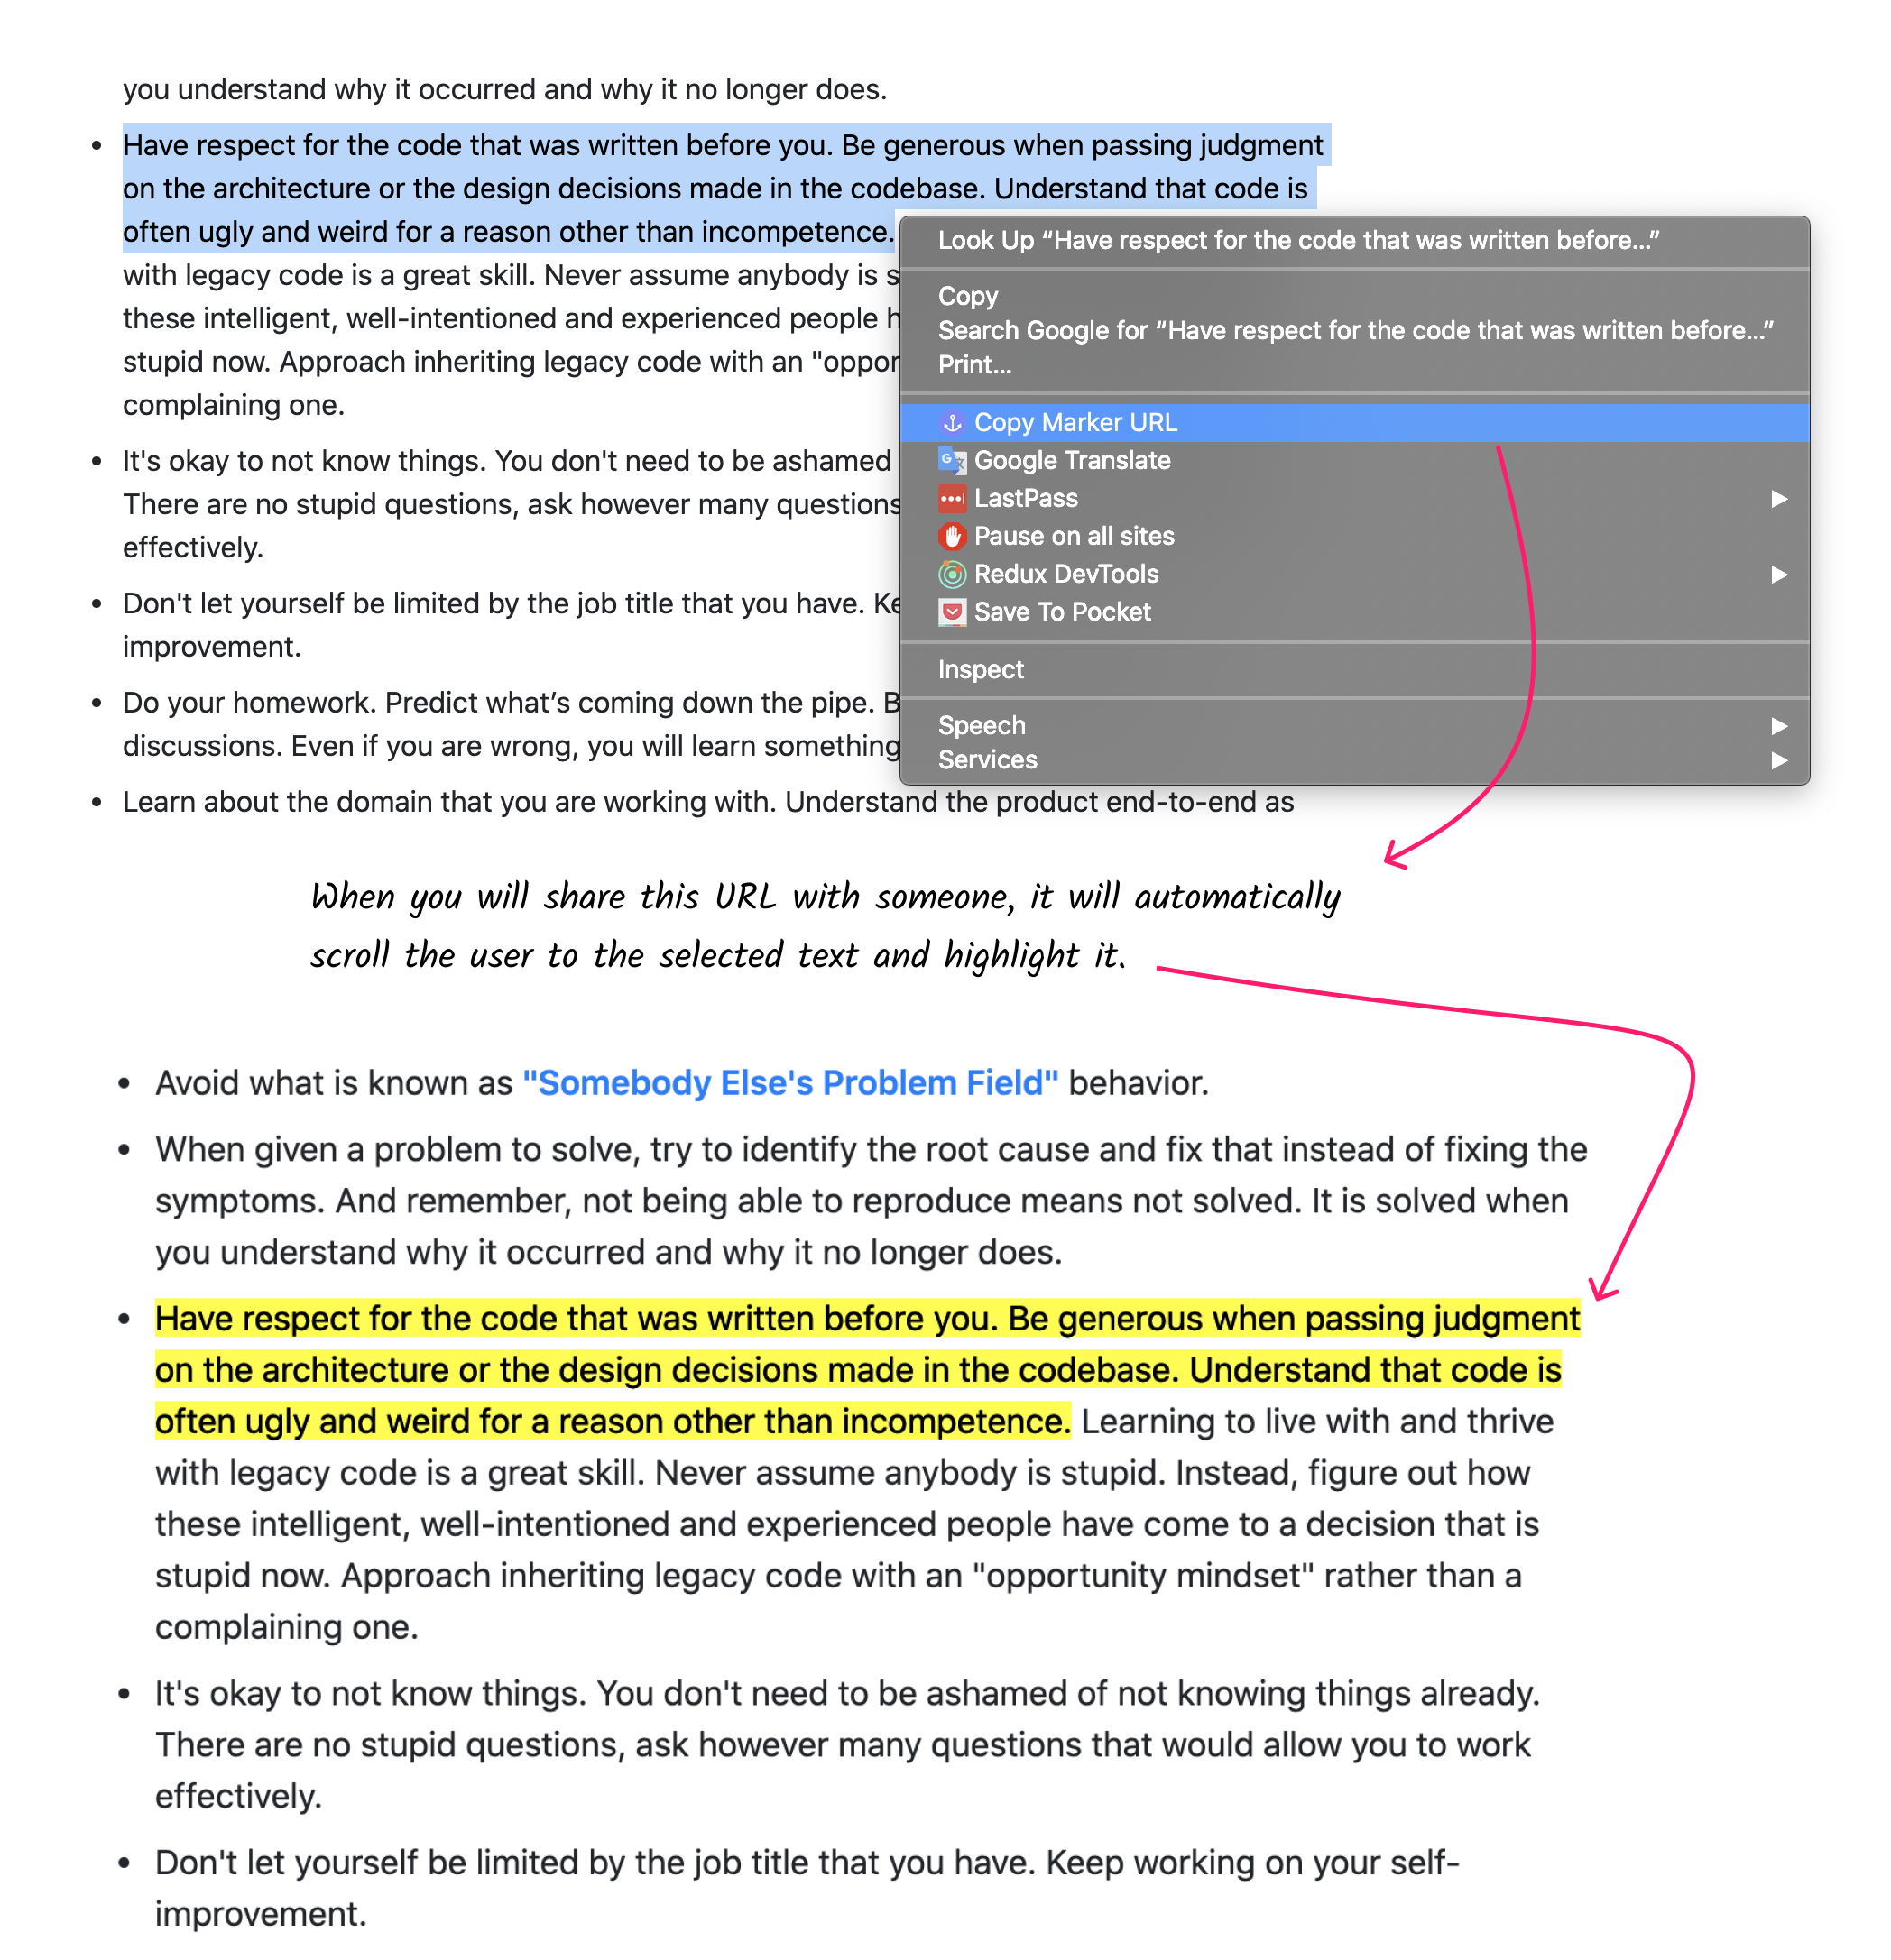 you understand why it occurred and why it no longer does.
• Have respect for the code that was written before you. Be generous when passing judgment
on the architecture or the design decisions made in the codebase. Understand that code is
often ugly and weird for a reason other than incompetence.
with legacy code is a great skill. Never assume anybody is s
these intelligent, well-intentioned and experienced people h
stupid now. Approach inheriting legacy code with an "oppor
complaining one.
• It's okay to not know things. You don't need to be ashamed
There are no stupid questions, ask however many questions
effectively.
• Don't let yourself be limited by the job title that you have. Ke
improvement.
• Do your homework. Predict what’s coming down the pipe. B
discussions. Even if you are wrong, you will learn something
• Learn about the domain that you are working with. Understand the product end-to-end as
Look Up “Have respect for the code that was written before...”
Copy
Search Google for “Have respect for the code that was written before...”
Print...
Copy Marker URL
Google Translate
LastPass
Pause on all sites
Redux DevTools
Save To Pocket
Inspect
Speech
Services
When you will share this URL with someone, it will automatically
scroll the user to the selected text and highlight it.
• Avoid what is known as "Somebody Else's Problem Field" behavior.
• When given a problem to solve, try to identify the root cause and fix that instead of fixing the
symptoms. And remember, not being able to reproduce means not solved. It is solved when
you understand why it occurred and why it no longer does.
• Have respect for the code that was written before you. Be generous when passing judgment
on the architecture or the design decisions made in the codebase. Understand that code is
often ugly and weird for a reason other than incompetence. Learning to live with and thrive
with legacy code is a great skill. Never assume anybody is stupid. Instead, figure out how
these intelligent, well-intentioned and experienced people have come to a decision that is
stupid now. Approach inheriting legacy code with an "opportunity mindset" rather than a
complaining one.
• It's okay to not know things. You don't need to be ashamed of not knowing things already.
There are no stupid questions, ask however many questions that would allow you to work
effectively.
• Don't let yourself be limited by the job title that you have. Keep working on your self-
improvement.